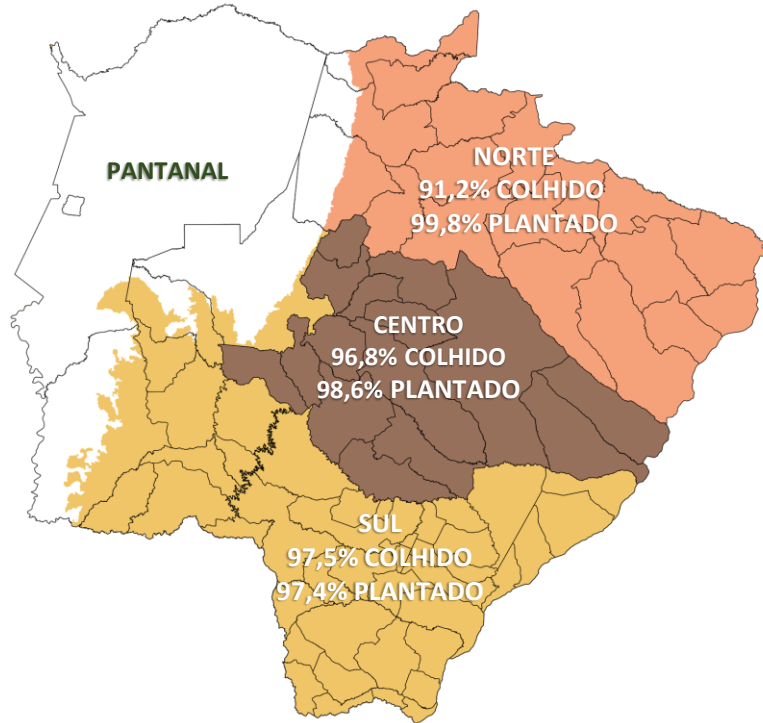 PANTANAL
NORTE
91,2% COLHIDO
99,8% PLANTADO
CENTRO
96,8% COLHIDO
98,6% PLANTADO
SUL
97,5% COLHIDO
97,4% PLANTADO